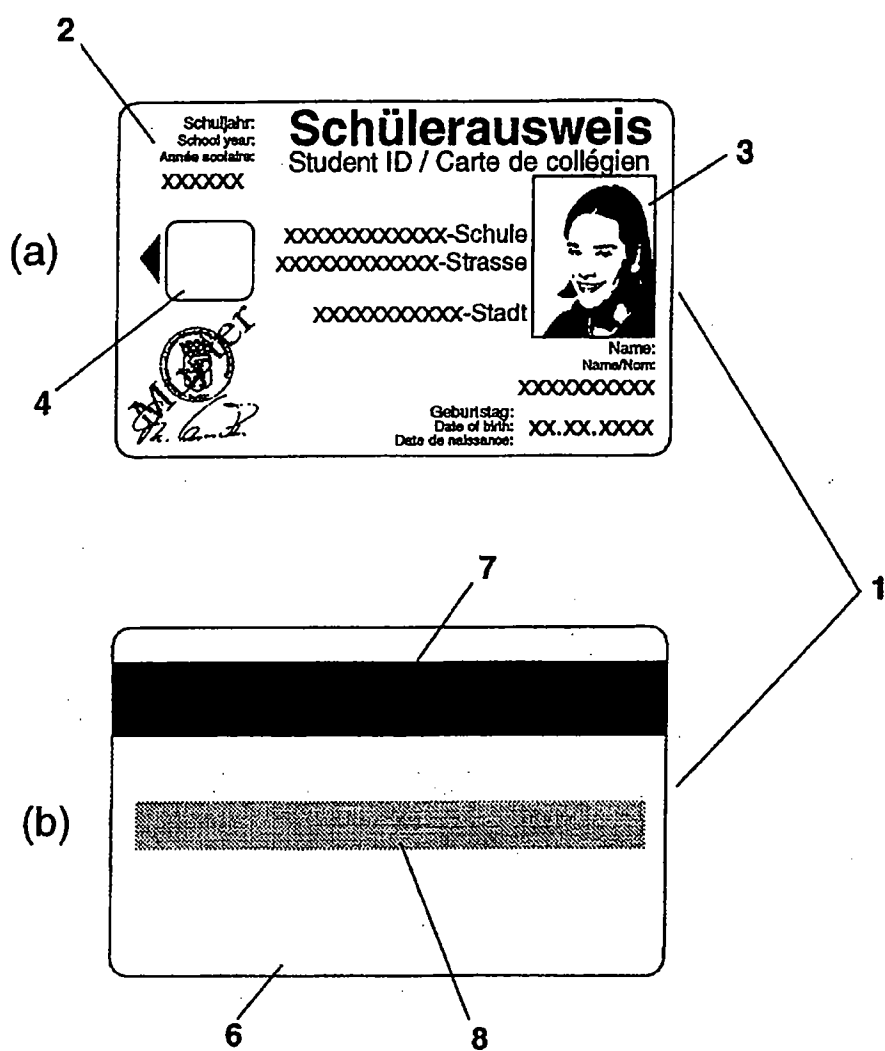 2
Schuljahr:
School year:
Année scolaire:
XXXXXX
Schülerausweis
Student ID / Carte de collégien
3
(a)
XXXXXXXXXXXX-Schule
XXXXXXXXXXXX-Strasse
XXXXXXXXXXX-Stadt
4
Muster
Name:
Name/Nom:
XXXXXXXXXX
Geburtstag:
Date of birth:
Date de naissance:
XX.XX.XXXX
1
7
(b)
6
8